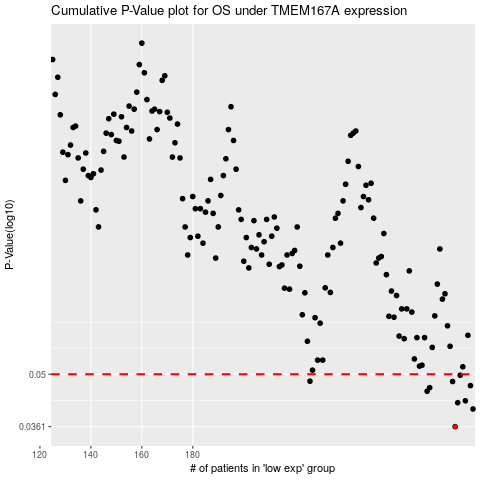 Cumulative P-Value plot for OS under TMEM167A expression
P-Value(log10)
0.05
0.0361
120 140 160 180
# of patients in 'low exp' group